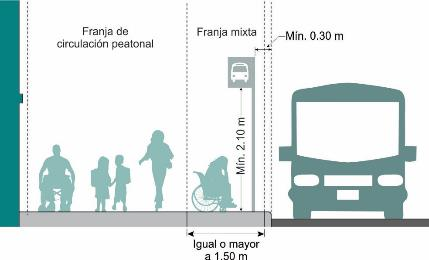 Franja de
circulación peatonal
Franja mixta
Mín. 0.30 m
Mín. 2.10 m
Igual o mayor
a 1.50 m